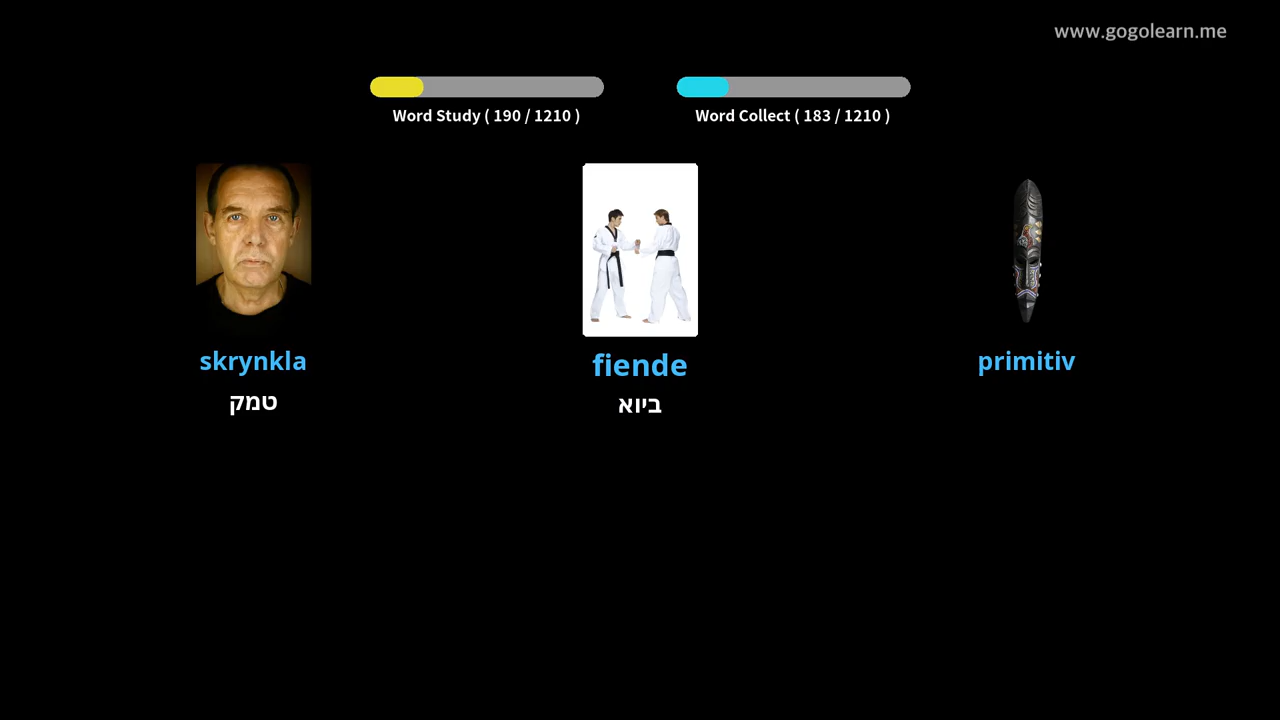 www.gogolearn.me
Word Study ( 190 / 1210 )
Word Collect ( 183 / 1210 )
skrynkla
fiende
primitiv
טמק
ביוא